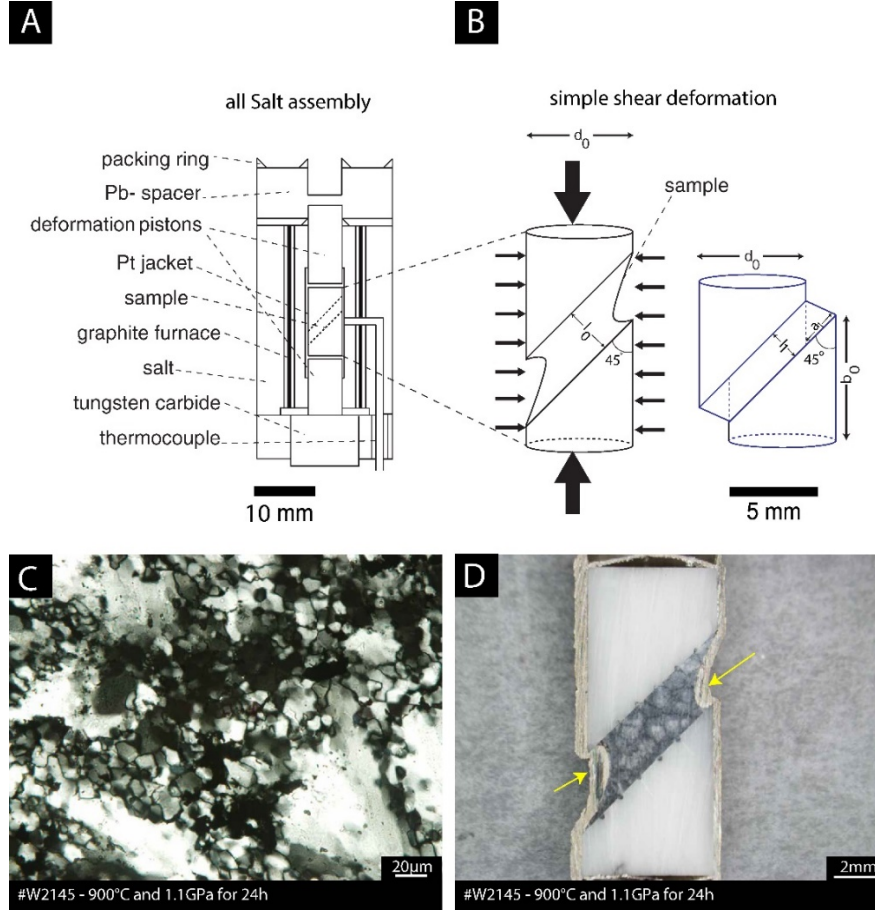 A
all Salt assembly
packing ring
Pb- spacer
deformation pistons
Pt jacket
sample
graphite furnace
salt
tungsten carbide
thermocouple
10 mm
B
simple shear deformation
d0
sample
l0
45°
d0
a
h
45°
b0
5 mm
C
20µm
#W2145 - 900°C and 1.1GPa for 24h
D
2mm
#W2145 - 900°C and 1.1GPa for 24h